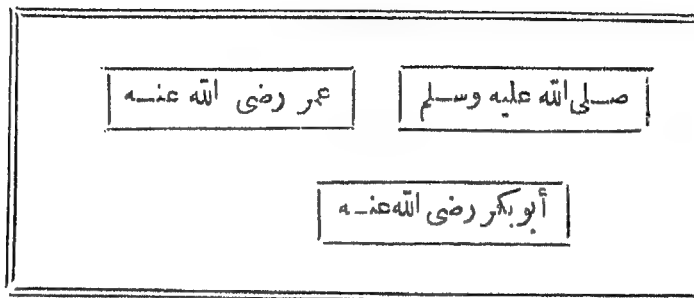 صلى الله عليه وسلم
عمر رضى الله عنه
أبو بكر رضى الله عنه